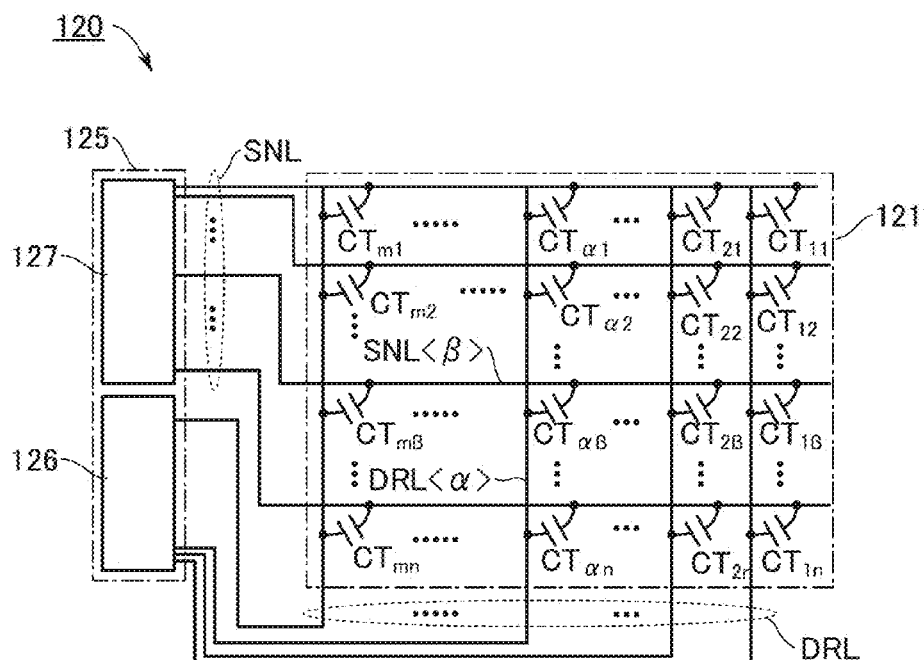 120
125
SNL
127
121
CTm1
CTα1
CT21
CT11
CTm2
CTα2
CT22
CT12
SNL<β>
CTmβ
CTαβ
CT2β
CT1β
126
DRL<α>
CTmn
CTαn
CT2n
CT1n
DRL